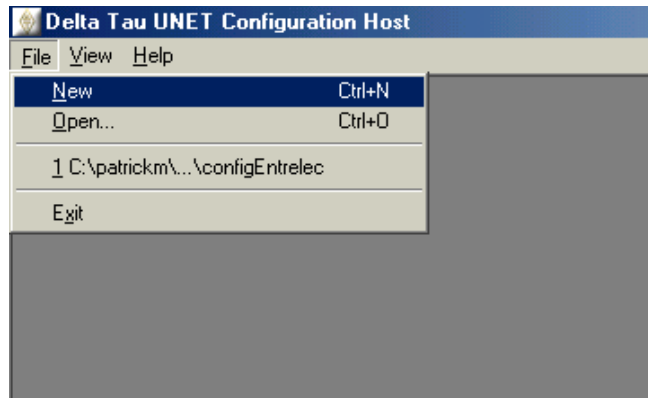 Delta Tau UNET Configuration Host
File View Help
New Ctrl+N
Open... Ctrl+O
1 C:\patrickm\...\configEntrelec
Exit